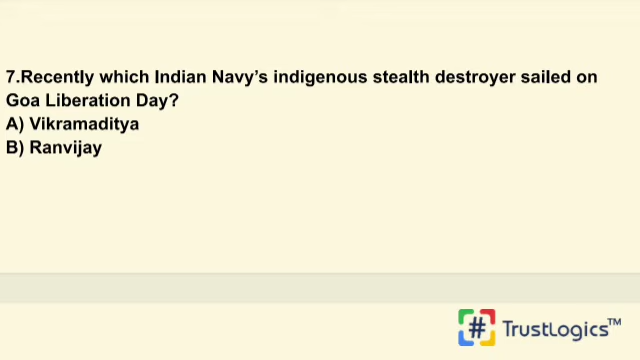 7.Recently which Indian Navy's indigenous stealth destroyer sailed on
Goa Liberation Day?
A) Vikramaditya
B) Ranvijay
# TrustLogics™